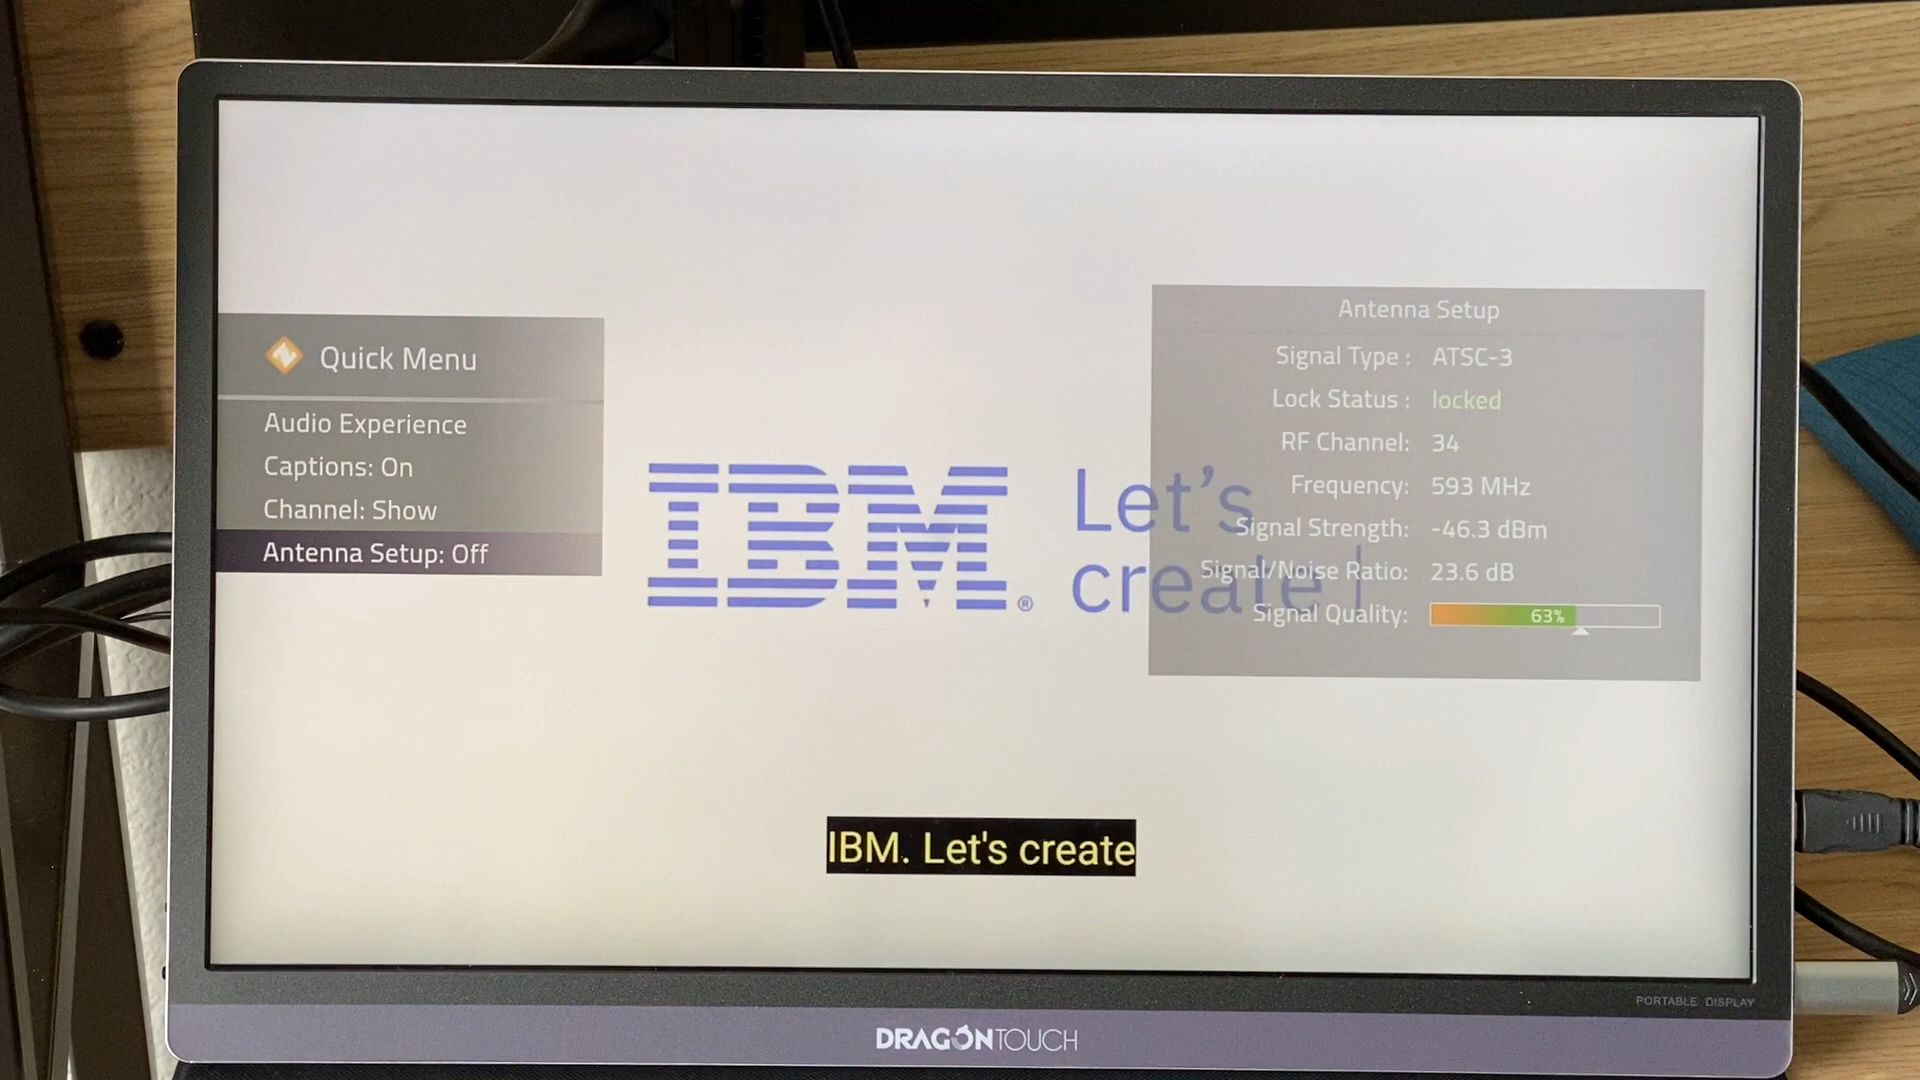 Quick Menu
Audio Experience
Captions: On
Channel: Show
Antenna Setup: Off
IBM®
Let's
create
Antenna Setup
Signal Type : ATSC-3
Lock Status : locked
RF Channel: 34
Frequency: 593 MHz
Signal Strength: -46.3 dBm
Signal/Noise Ratio: 23.6 dB
Signal Quality: 63%
IBM. Let's create
PORTABLE DISPLAY
DRAGONTOUCH